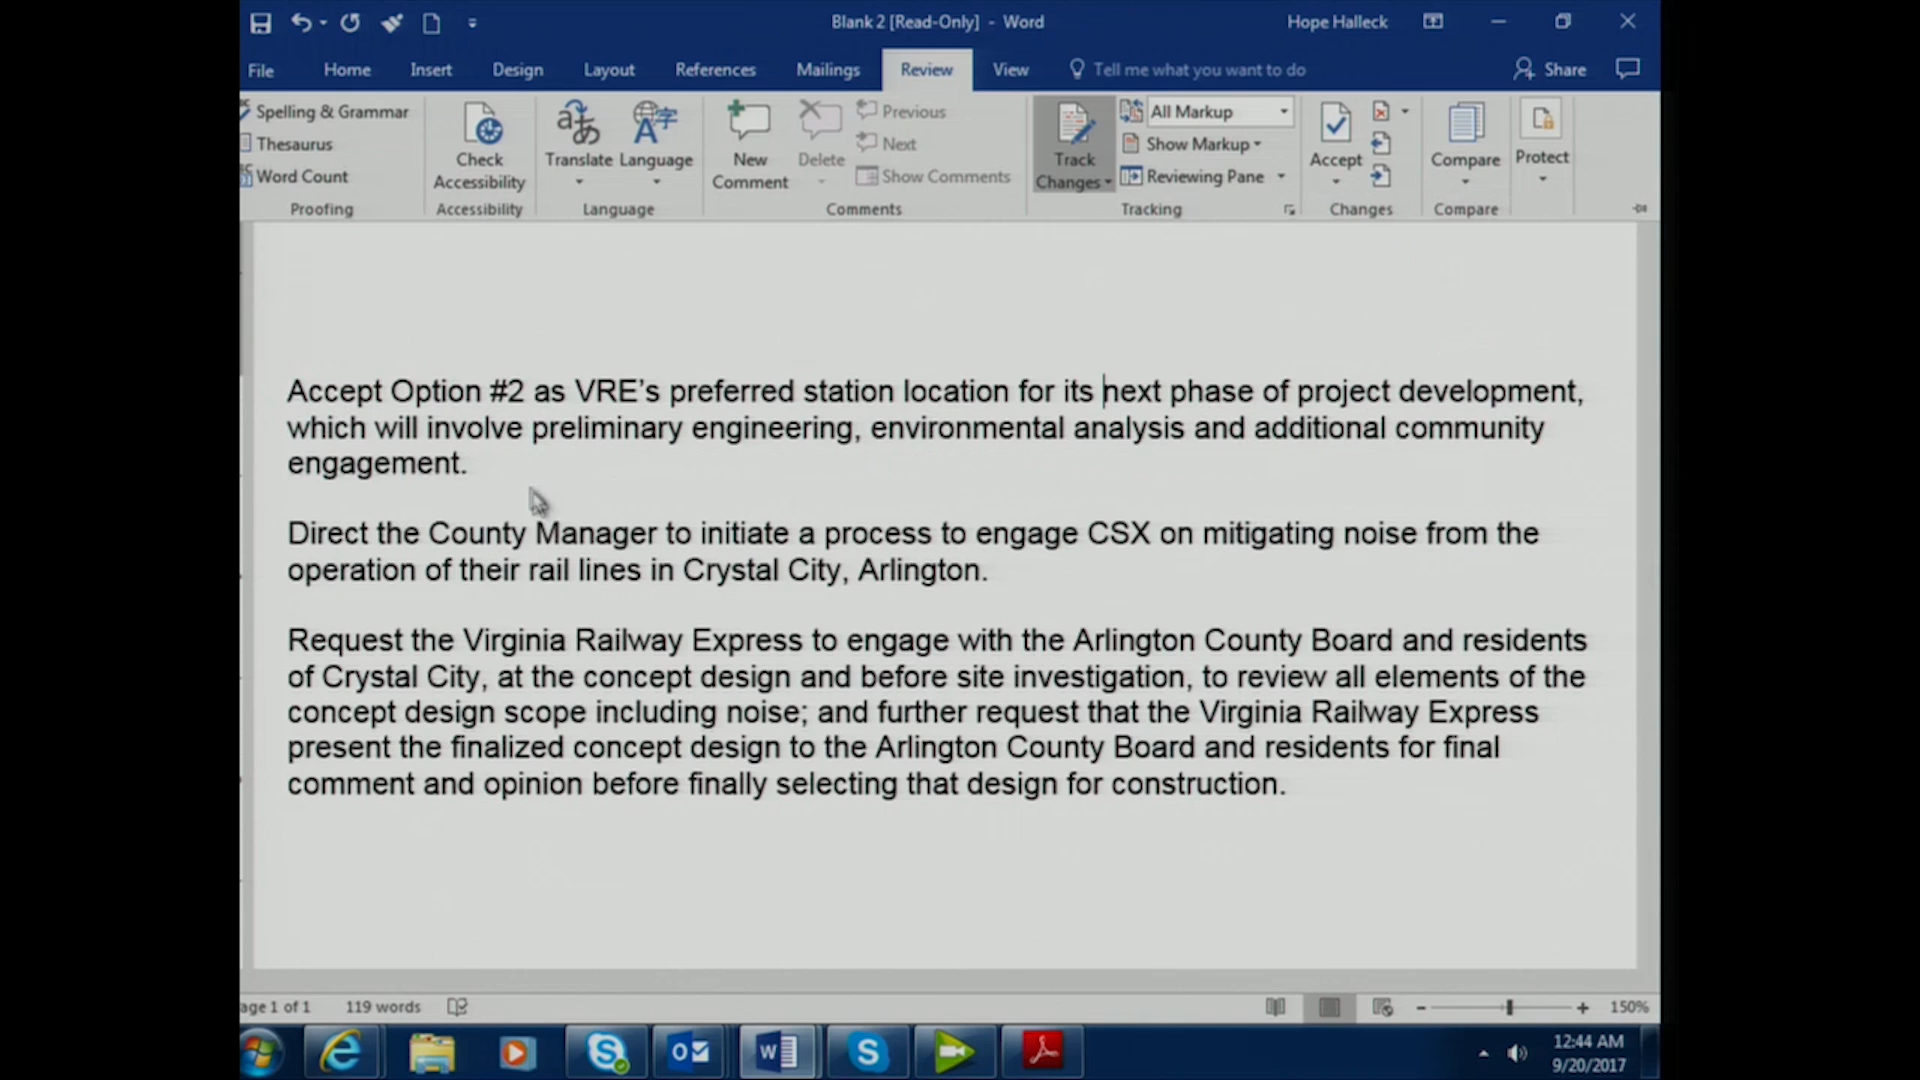 Blank 2 [Read-Only] - Word
Hope Halleck
File Home Insert Design Layout References Mailings Review View Tell me what you want to do Share
Spelling & Grammar
Thesaurus
Word Count
Proofing
Check
Accessibility
Accessibility
Translate Language
Language
New
Comment
Delete
Previous
Next
Show Comments
Comments
Track
Changes
All Markup
Show Markup
Reviewing Pane
Tracking
Accept
Changes
Compare
Compare
Protect
Accept Option #2 as VRE’s preferred station location for its next phase of project development,
which will involve preliminary engineering, environmental analysis and additional community
engagement.
Direct the County Manager to initiate a process to engage CSX on mitigating noise from the
operation of their rail lines in Crystal City, Arlington.
Request the Virginia Railway Express to engage with the Arlington County Board and residents
of Crystal City, at the concept design and before site investigation, to review all elements of the
concept design scope including noise; and further request that the Virginia Railway Express
present the finalized concept design to the Arlington County Board and residents for final
comment and opinion before finally selecting that design for construction.
age 1 of 1 119 words
150%
12:44 AM
9/20/2017